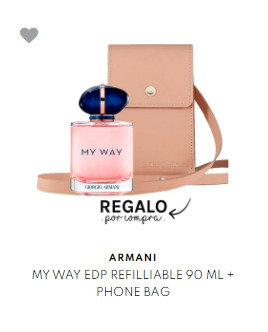 MY WAY
GIORGIO ARMANI
REGALO
por compra
ARMANI
MY WAY EDP REFILLIABLE 90 ML +
PHONE BAG